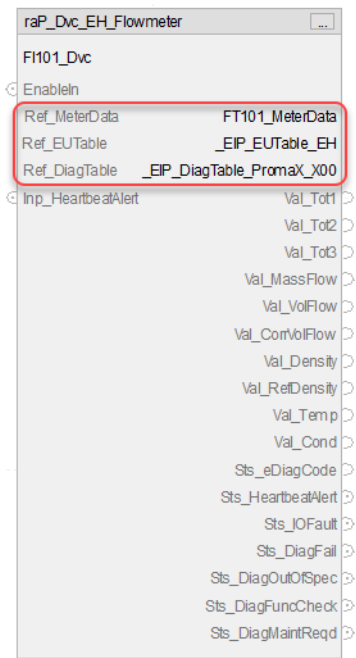 raP_Dvc_EH_Flowmeter ...
FI101_Dvc
EnableIn
Ref_MeterData FT101_MeterData
Ref_EUTable _EIP_EUTable_EH
Ref_DiagTable _EIP_DiagTable_PromaX_X00
Inp_HeartbeatAlert Val_Tot1
Val_Tot2
Val_Tot3
Val_MassFlow
Val_VolFlow
Val_CorrVolFlow
Val_Density
Val_RefDensity
Val_Temp
Val_Cond
Sts_eDiagCode
Sts_HeartbeatAlert
Sts_IOFault
Sts_DiagFail
Sts_DiagOutOfSpec
Sts_DiagFuncCheck
Sts_DiagMaintReqd